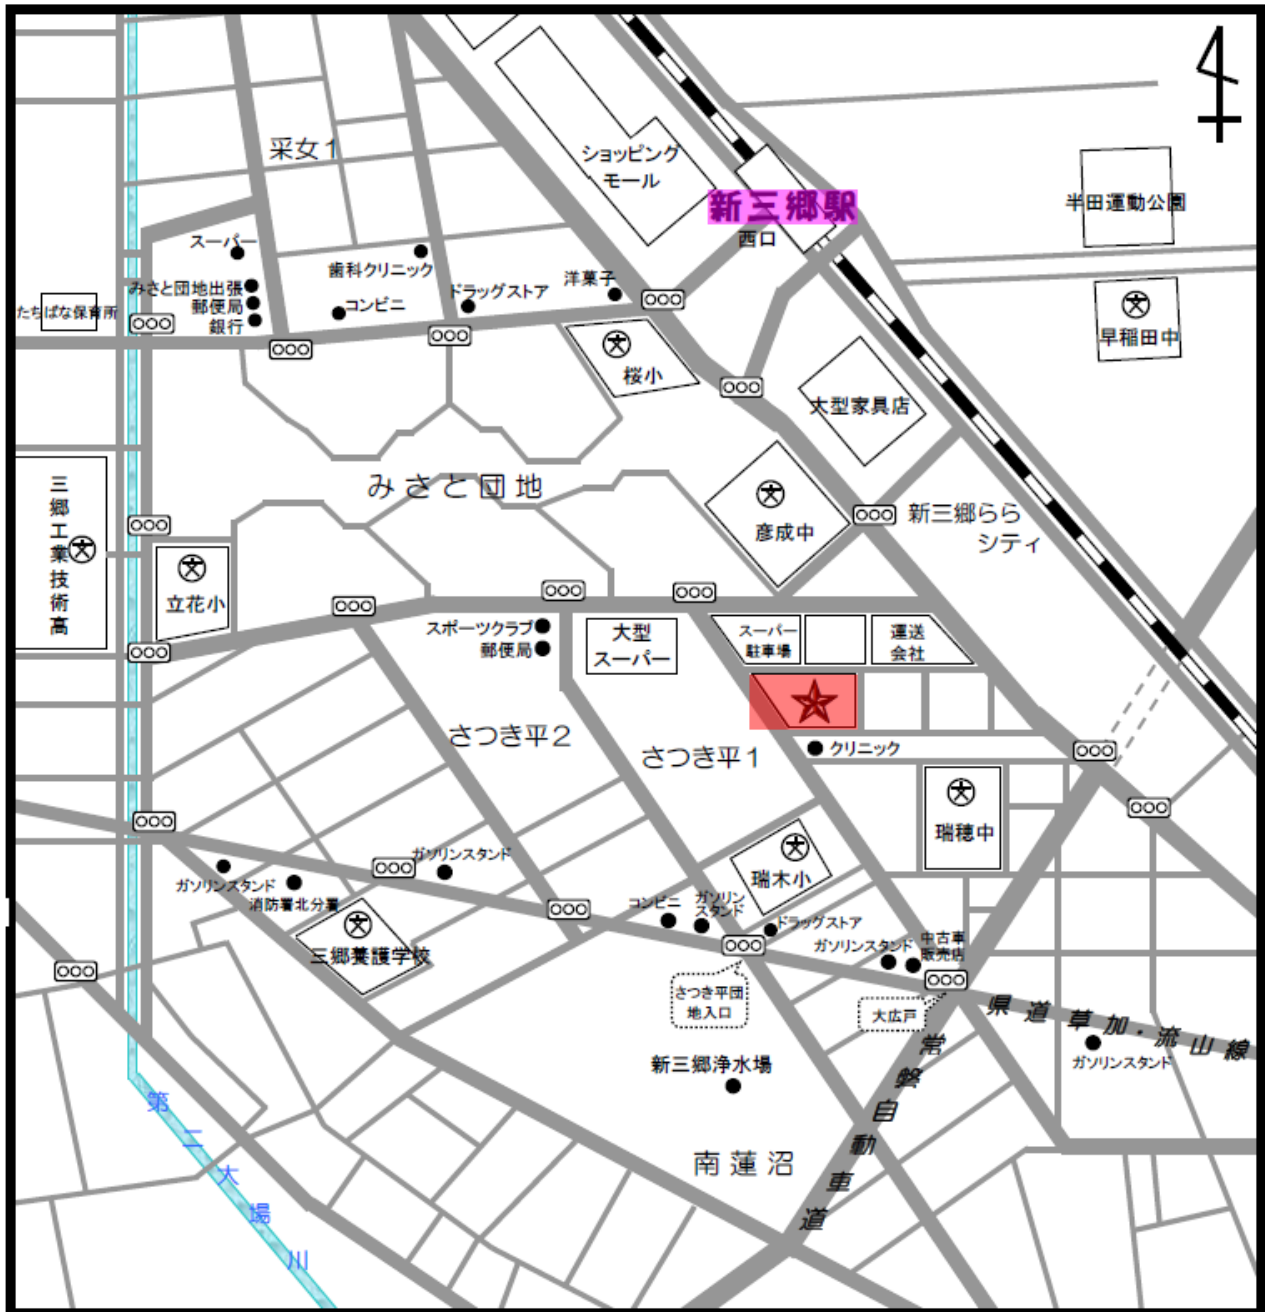 采女1
ショッピング
モール
新三郷駅
西口
半田運動公園
スーパー
歯科クリニック
みさと団地出張
郵便局
銀行
コンビニ
ドラッグストア
洋菓子
たちばな保育所
早稲田中
桜小
大型家具店
みさと団地
三郷工業技術高
彦成中
新三郷らら
シティ
立花小
スポーツクラブ
郵便局
大型
スーパー
スーパー
駐車場
運送
会社
さつき平2
さつき平1
クリニック
瑞穂中
瑞木小
ガソリンスタンド
ガソリンスタンド
消防署北分署
三郷養護学校
コンビニ
ガソリン
スタンド
ドラッグストア
ガソリンスタンド
中古車
販売店
さつき平団
地入口
大広戸
県道草加・流山線
ガソリンスタンド
常磐自動車道
新三郷浄水場
南蓮沼
第二大場川